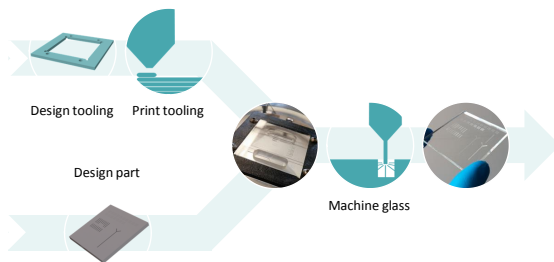 Design tooling
Print tooling
Design part
Machine glass